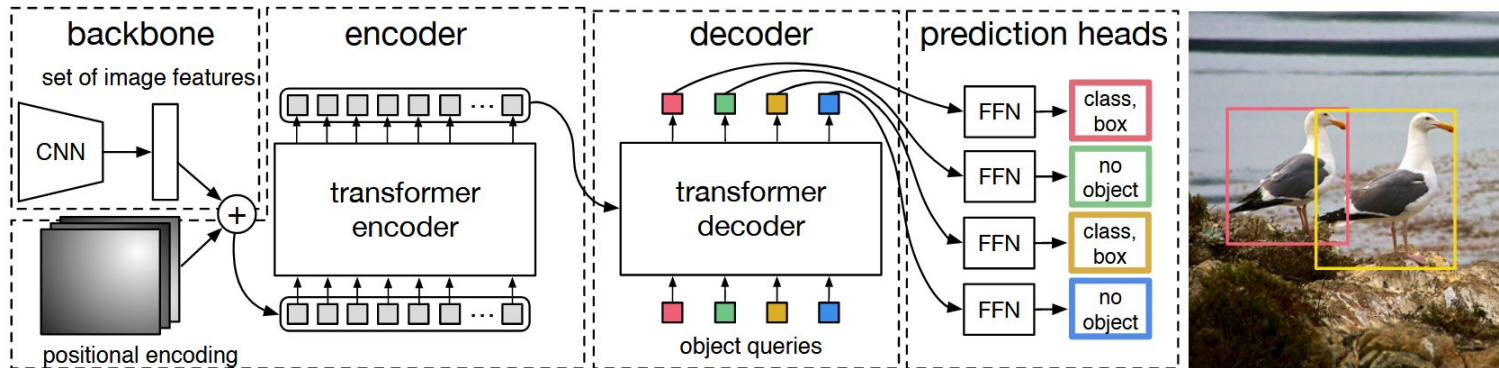 backbone
set of image features
CNN
+
positional encoding
encoder
...
transformer
encoder
...
decoder
transformer
decoder
object queries
prediction heads
FFN
class,
box
FFN
no
object
FFN
class,
box
FFN
no
object